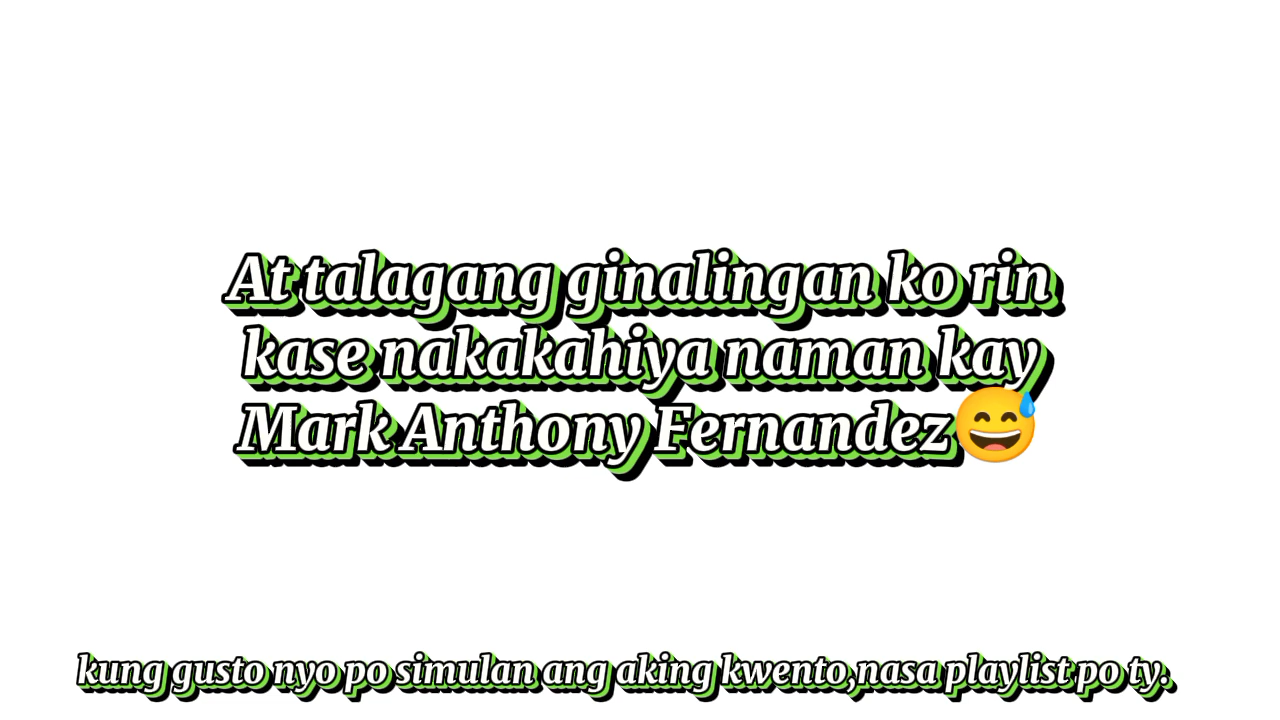 At talagang ginalingan ko rin
kase nakakahiya naman kay
Mark Anthony Fernandez😅
kung gusto nyo po simulan ang aking kwento,nasa playlist po ty.